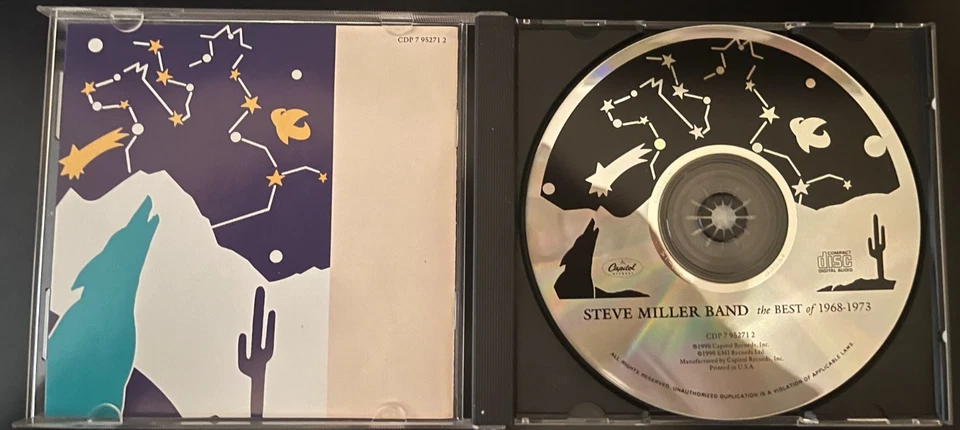 CDP 7 95271 2
Capitol
RECORDS
COMPACT
disc
DIGITAL AUDIO
STEVE MILLER BAND the BEST of 1968-1973
CDP 7 95271 2
℗1990 Capitol Records, Inc.
©1990 EMI Records Ltd.
Manufactured by Capitol Records, Inc.
Printed in U.S.A.
ALL RIGHTS RESERVED. UNAUTHORIZED DUPLICATION IS A VIOLATION OF APPLICABLE LAWS.